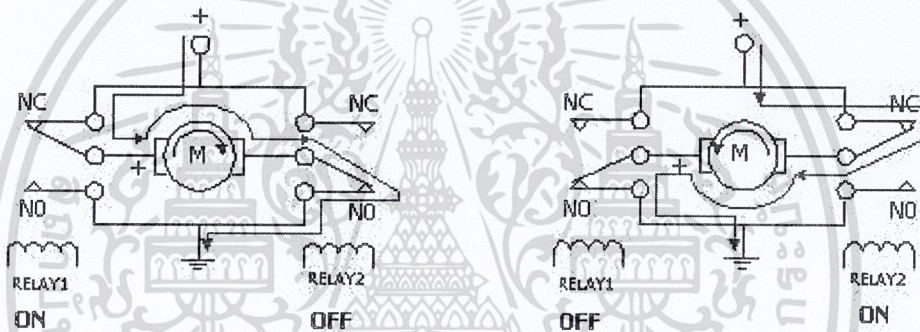 +
NC
NC
M
+
NO
NO
RELAY1
RELAY2
ON
OFF
+
NC
NC
M
+
NO
NO
RELAY1
RELAY2
OFF
ON